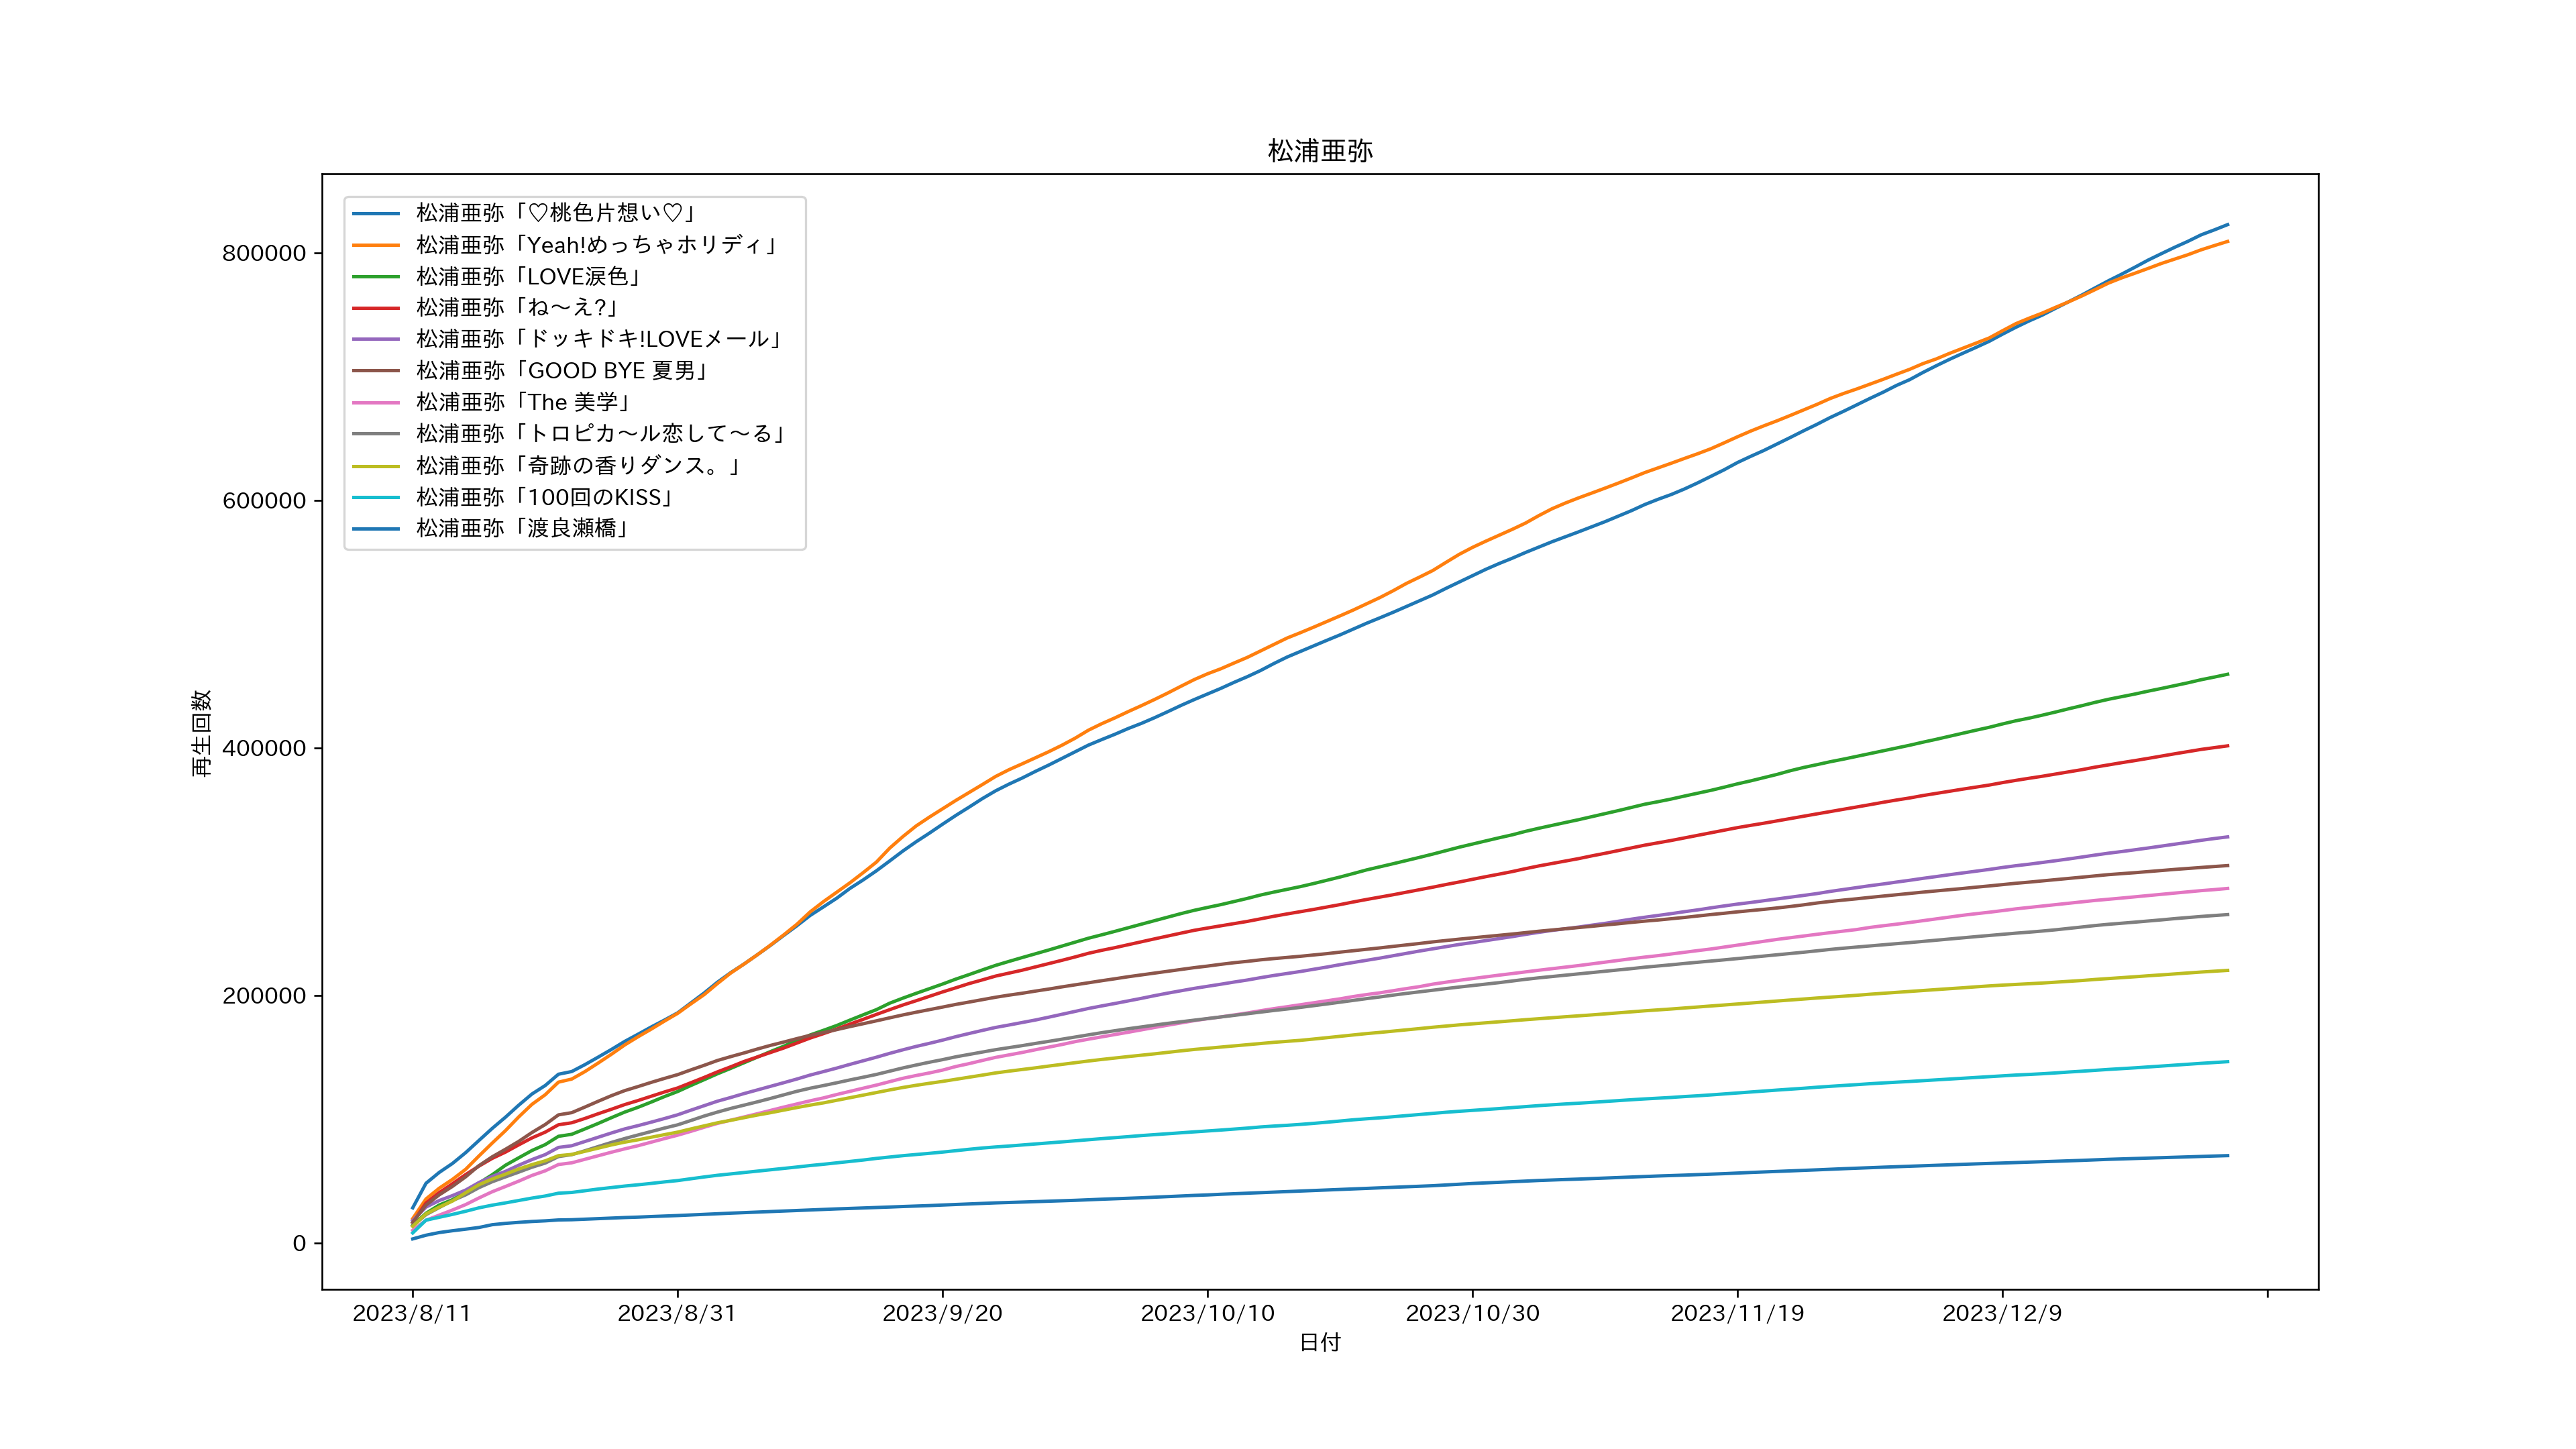 松浦亜弥
松浦亜弥「♡桃色片想い♡」
松浦亜弥「Yeah!めっちゃホリディ」
松浦亜弥「LOVE涙色」
松浦亜弥「ね～え?」
松浦亜弥「ドッキドキ!LOVEメール」
松浦亜弥「GOOD BYE 夏男」
松浦亜弥「The 美学」
松浦亜弥「トロピカ～ル恋して～る」
松浦亜弥「奇跡の香りダンス。」
松浦亜弥「100回のKISS」
松浦亜弥「渡良瀬橋」
再生回数
800000
600000
400000
200000
0
2023/8/11
2023/8/31
2023/9/20
2023/10/10
2023/10/30
2023/11/19
2023/12/9
日付